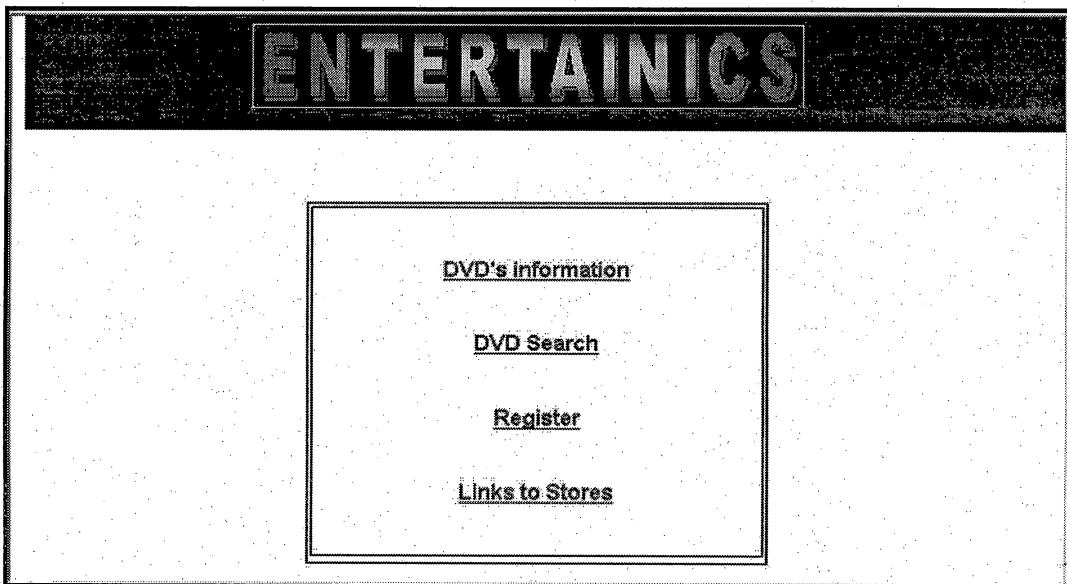 ENTERTAINICS
DVD's Information
DVD Search
Register
Links to Stores